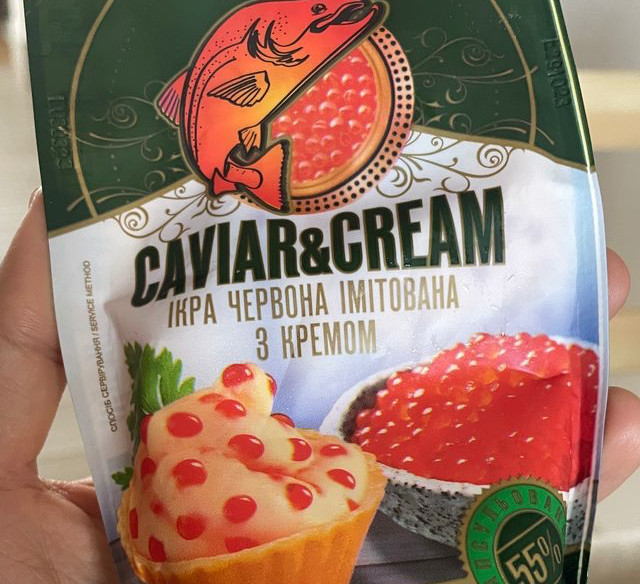 CAVIAR&CREAM
ІКРА ЧЕРВОНА ІМІТОВАНА
З КРЕМОМ
СПОСІБ СЕРВІРУВАННЯ / SERVICE METHOD
55%